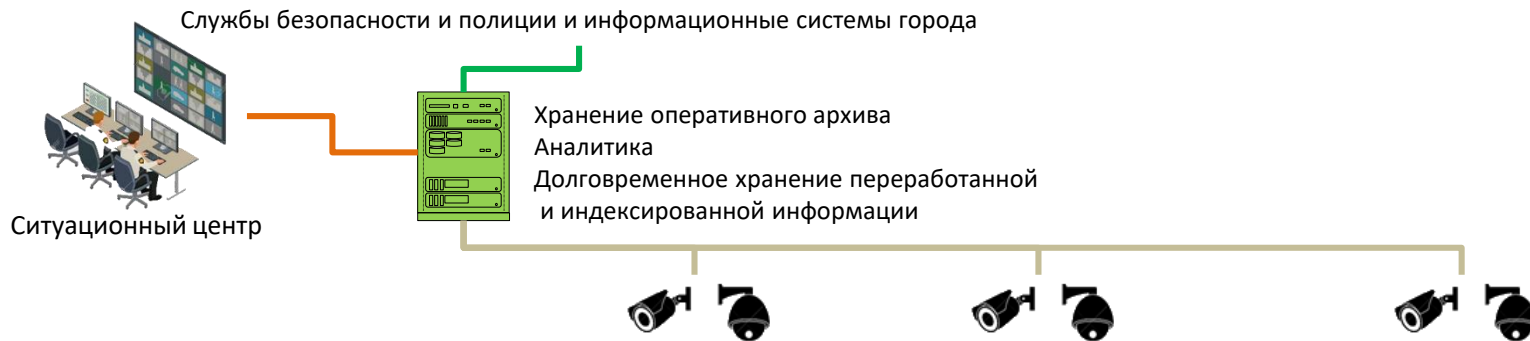 Службы безопасности и полиции и информационные системы города
Хранение оперативного архива
Аналитика
Долговременное хранение переработанной
и индексированной информации
Ситуационный центр